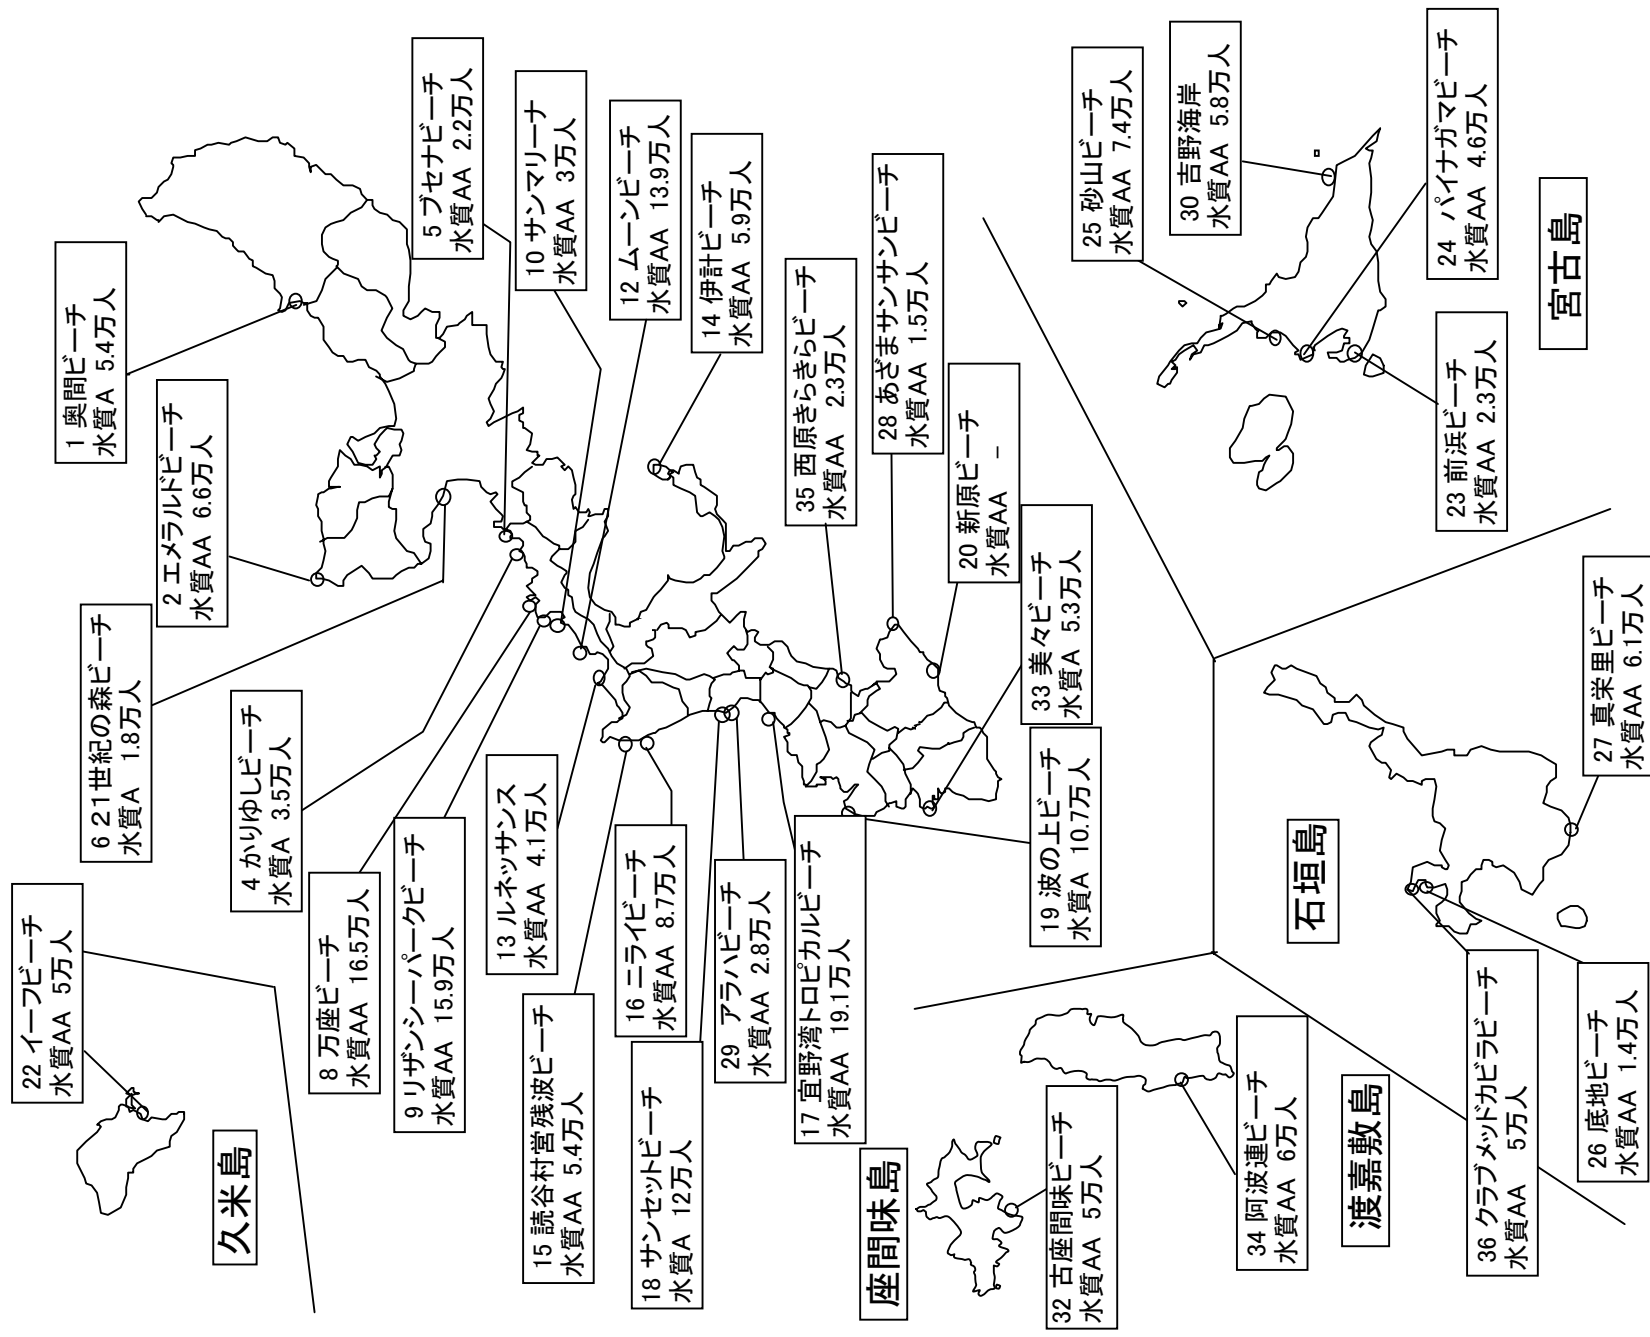 22 イーフビーチ
水質AA 5万人
久米島
6 21世紀の森ビーチ
水質A 1.8万人
2 エメラルドビーチ
水質AA 6.6万人
1 奥間ビーチ
水質A 5.4万人
4 かりゆしビーチ
水質A 3.5万人
8 万座ビーチ
水質AA 16.5万人
9 リザンシーパークビーチ
水質AA 15.9万人
13 ルネッサンス
水質AA 4.1万人
15 読谷村営残波ビーチ
水質AA 5.4万人
16 ニライビーチ
水質AA 8.7万人
18 サンセットビーチ
水質A 12万人
29 アラハビーチ
水質AA 2.8万人
17 宜野湾トロピカルビーチ
水質AA 19.1万人
5 ブセナビーチ
水質AA 2.2万人
10 サンマリーナ
水質AA 3万人
12 ムーンビーチ
水質AA 13.9万人
14 伊計ビーチ
水質AA 5.9万人
35 西原きらきらビーチ
水質AA 2.3万人
28 あざまサンサンビーチ
水質AA 1.5万人
20 新原ビーチ
水質AA －
33 美々ビーチ
水質A 5.3万人
19 波の上ビーチ
水質A 10.7万人
座間味島
32 古座間味ビーチ
水質AA 5万人
34 阿波連ビーチ
水質AA 6万人
渡嘉敷島
石垣島
36 クラブメッドカビラビーチ
水質AA 5万人
26 底地ビーチ
水質AA 1.4万人
27 真栄里ビーチ
水質AA 6.1万人
25 砂山ビーチ
水質AA 7.4万人
30 吉野海岸
水質AA 5.8万人
24 パイナガマビーチ
水質AA 4.6万人
23 前浜ビーチ
水質AA 2.3万人
宮古島